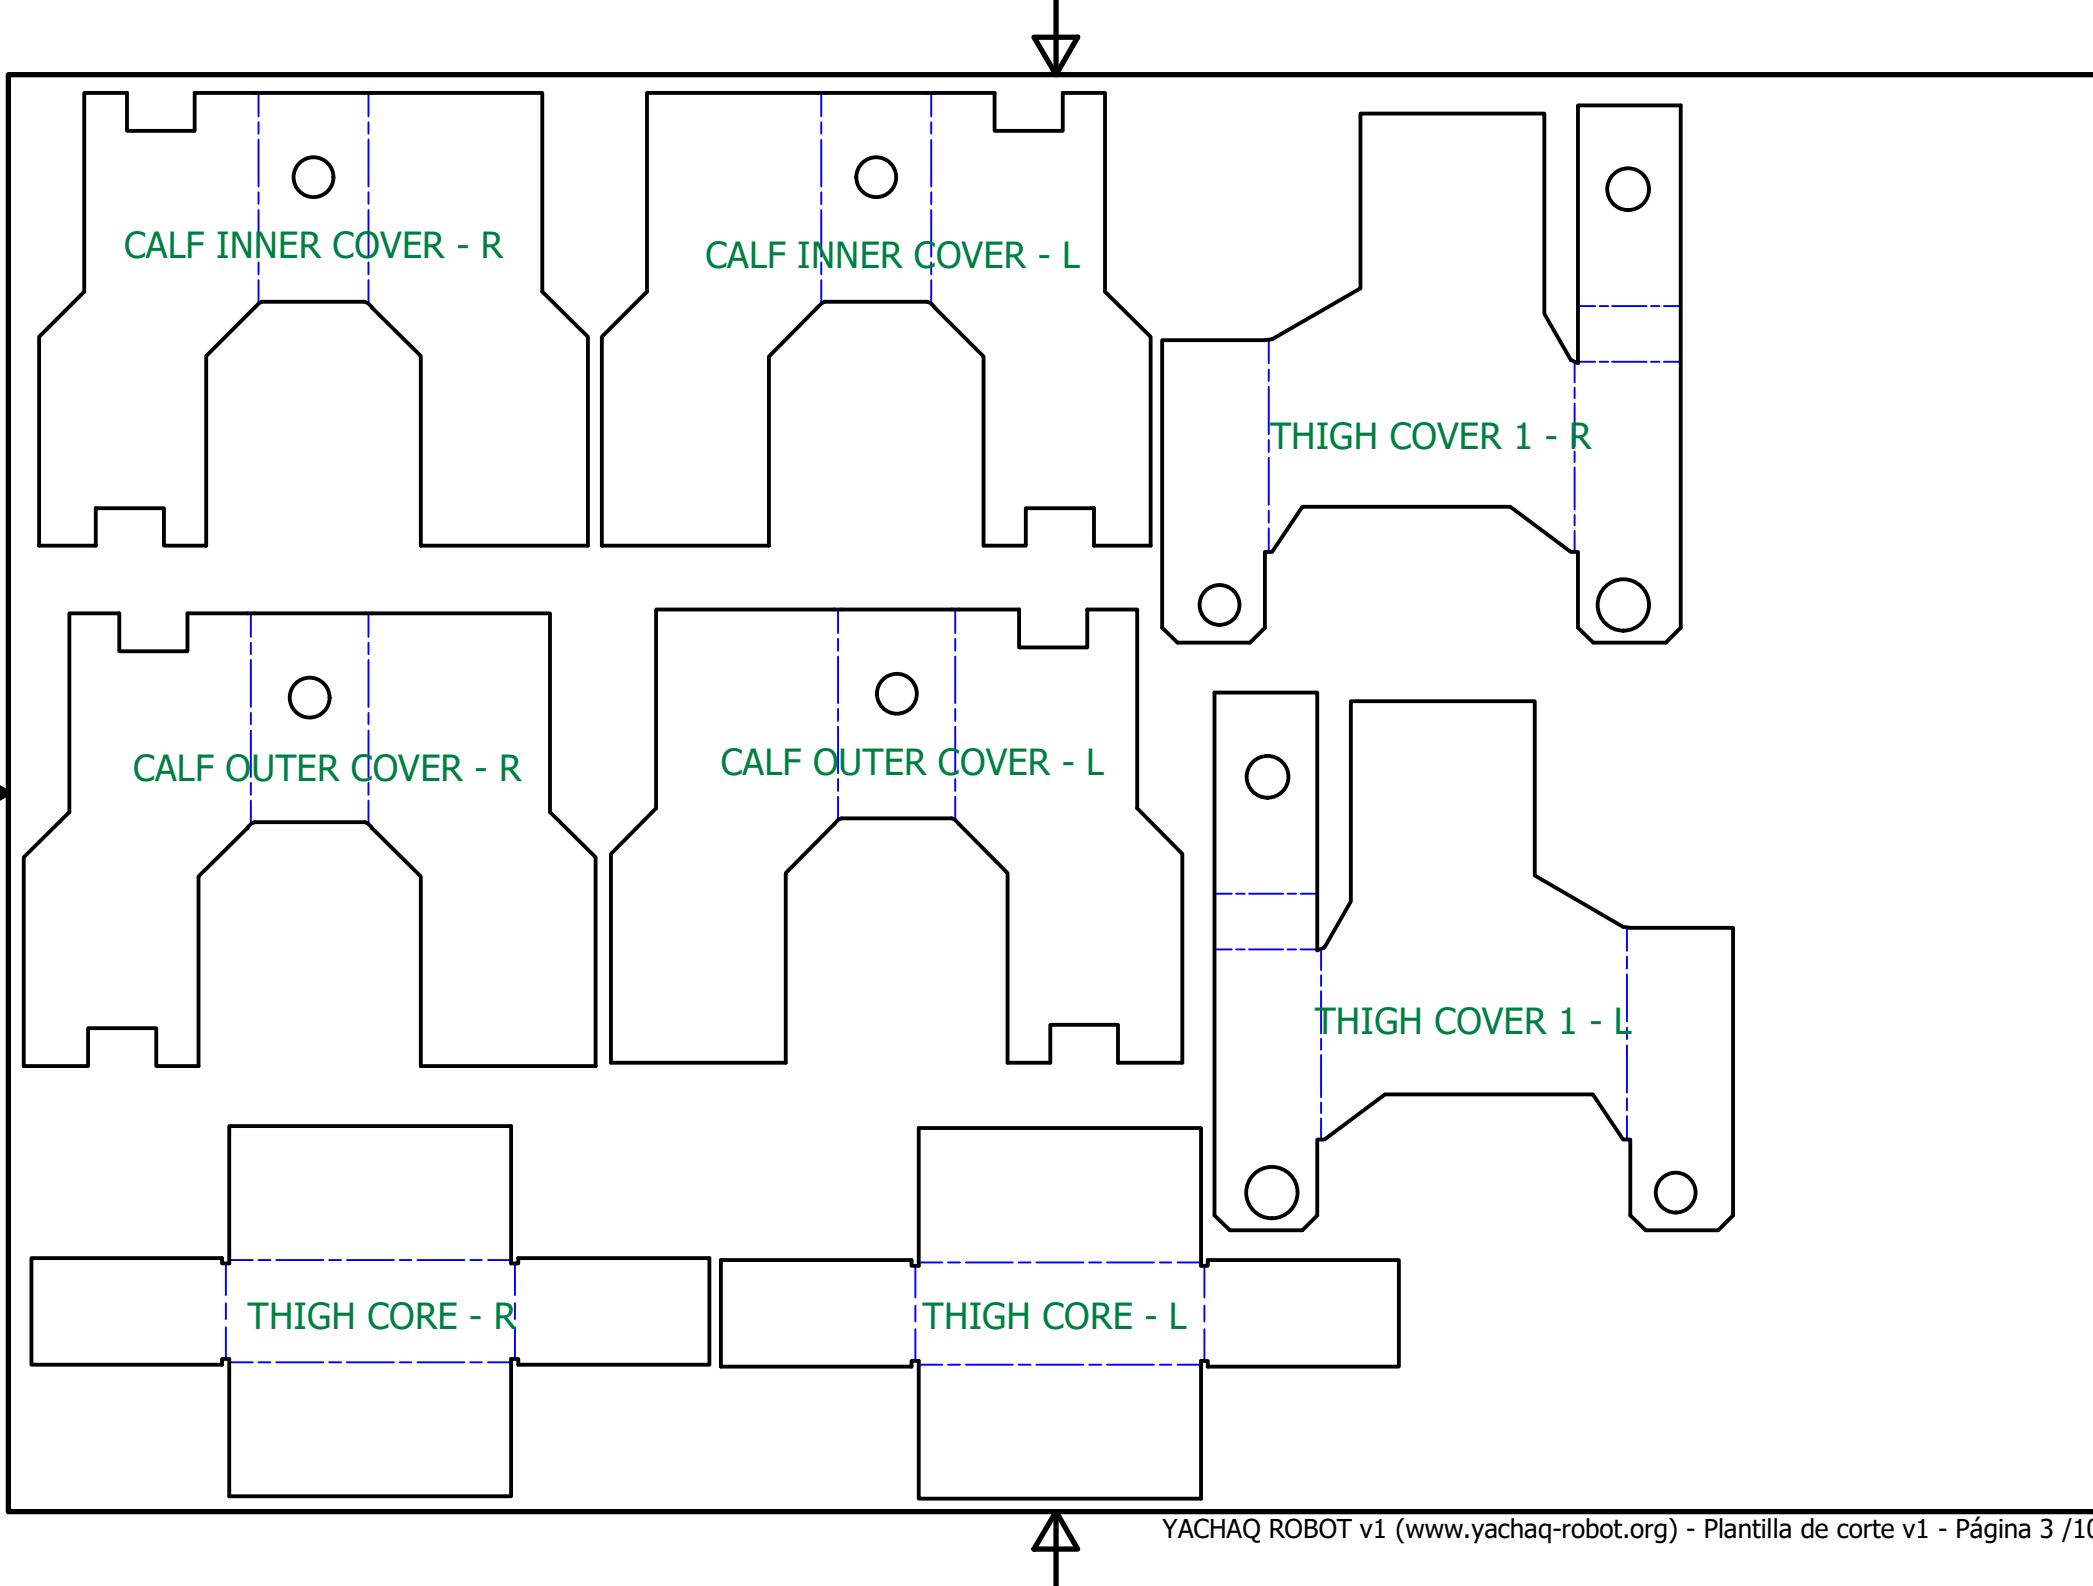 CALF INNER COVER - R
CALF INNER COVER - L
THIGH COVER 1 - R
CALF OUTER COVER - R
CALF OUTER COVER - L
THIGH COVER 1 - L
THIGH CORE - R
THIGH CORE - L
YACHAQ ROBOT v1 (www.yachaq-robot.org) - Plantilla de corte v1 - Página 3 /10